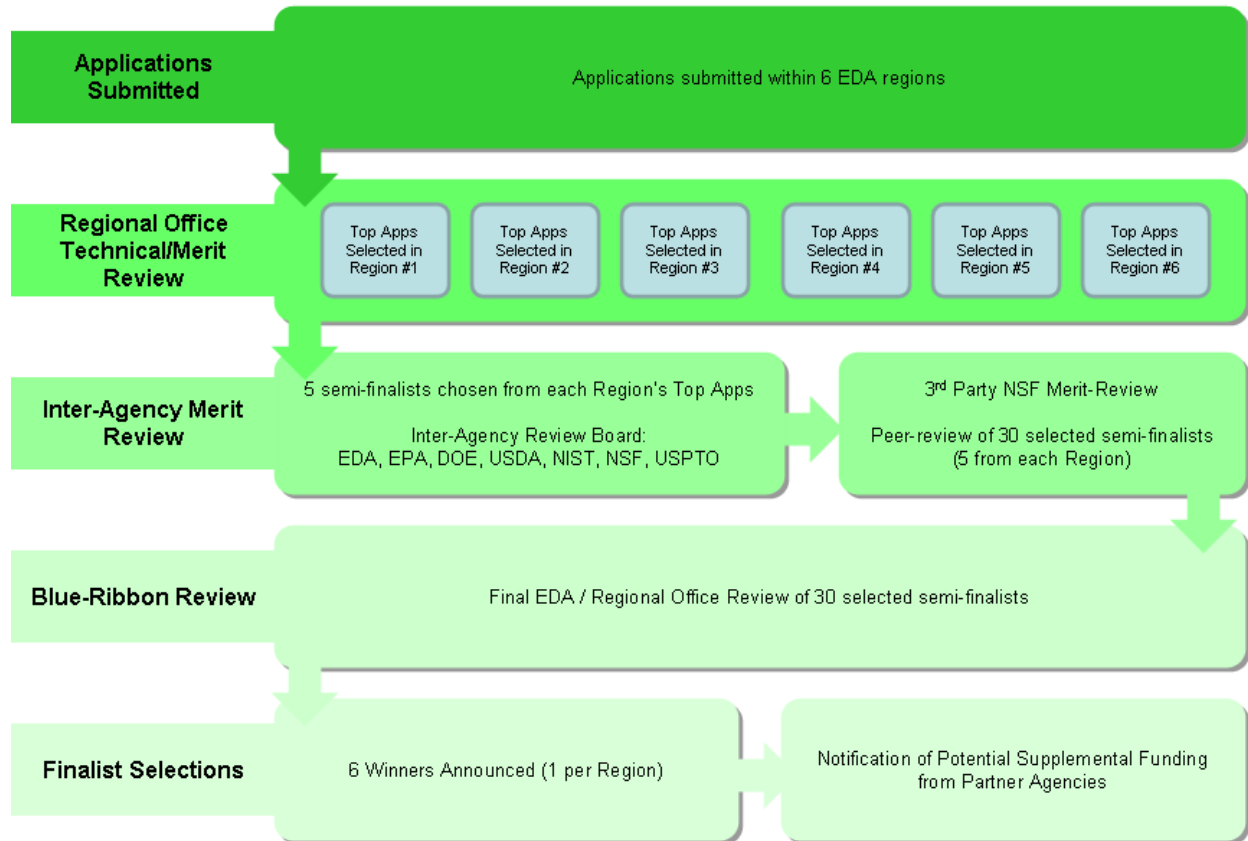 Applications
Submitted
Applications submitted within 6 EDA regions
Regional Office
Technical/Merit
Review
Top Apps
Selected in
Region #1
Top Apps
Selected in
Region #2
Top Apps
Selected in
Region #3
Top Apps
Selected in
Region #4
Top Apps
Selected in
Region #5
Top Apps
Selected in
Region #6
Inter-Agency Merit
Review
5 semi-finalists chosen from each Region's Top Apps
Inter-Agency Review Board:
EDA, EPA, DOE, USDA, NIST, NSF, USPTO
3rd Party NSF Merit-Review
Peer-review of 30 selected semi-finalists
(5 from each Region)
Blue-Ribbon Review
Final EDA / Regional Office Review of 30 selected semi-finalists
Finalist Selections
6 Winners Announced (1 per Region)
Notification of Potential Supplemental Funding
from Partner Agencies